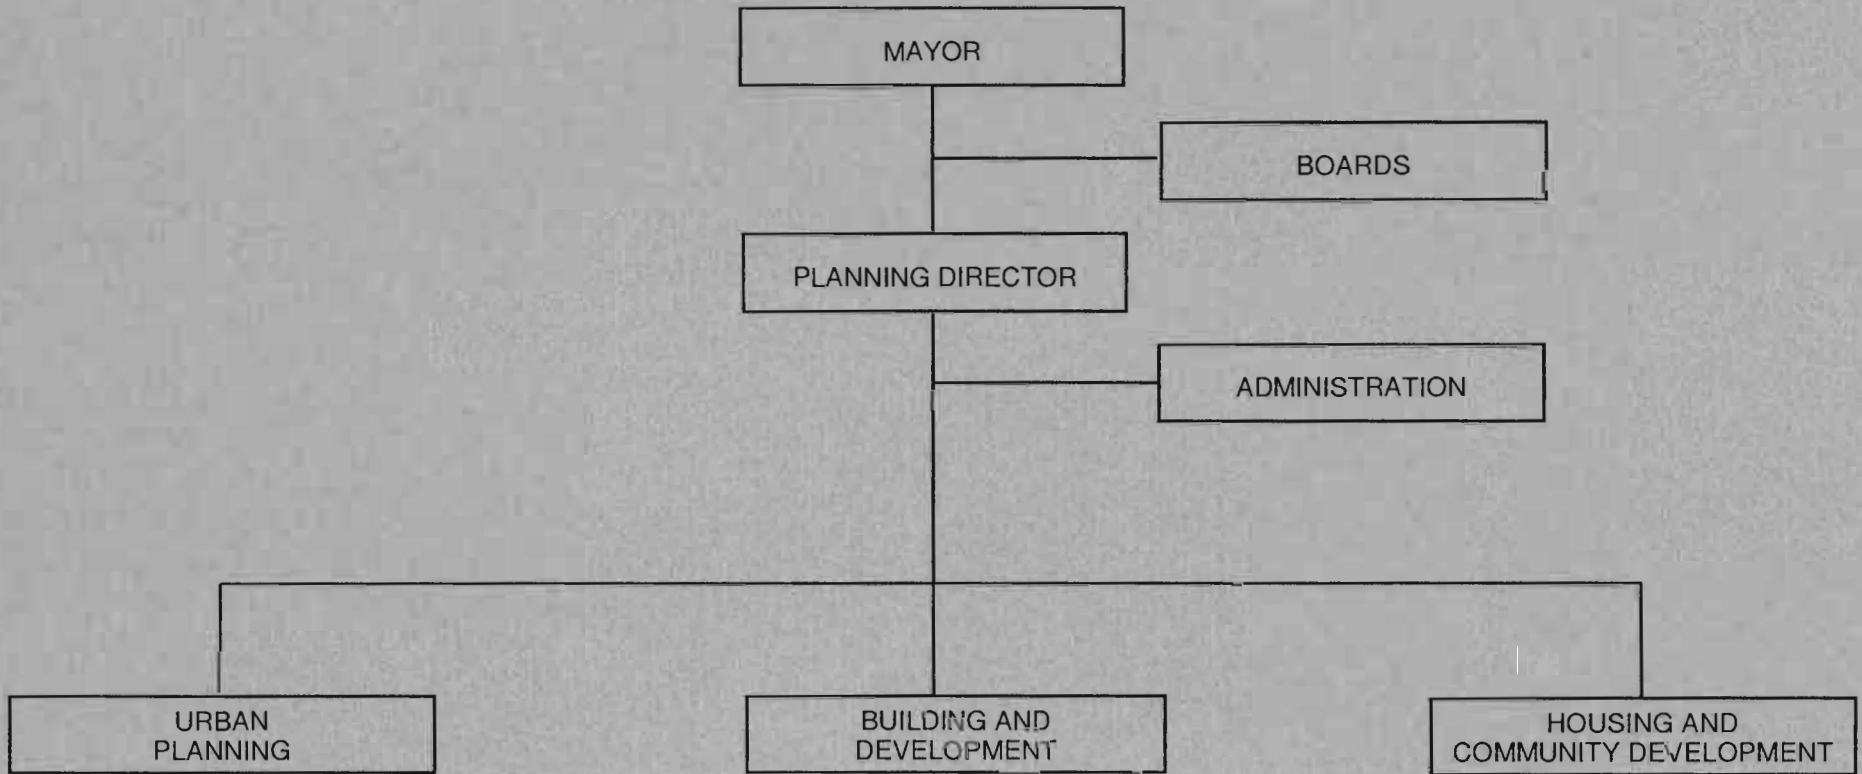 MAYOR
BOARDS
PLANNING DIRECTOR
ADMINISTRATION
URBAN
PLANNING
BUILDING AND
DEVELOPMENT
HOUSING AND
COMMUNITY DEVELOPMENT